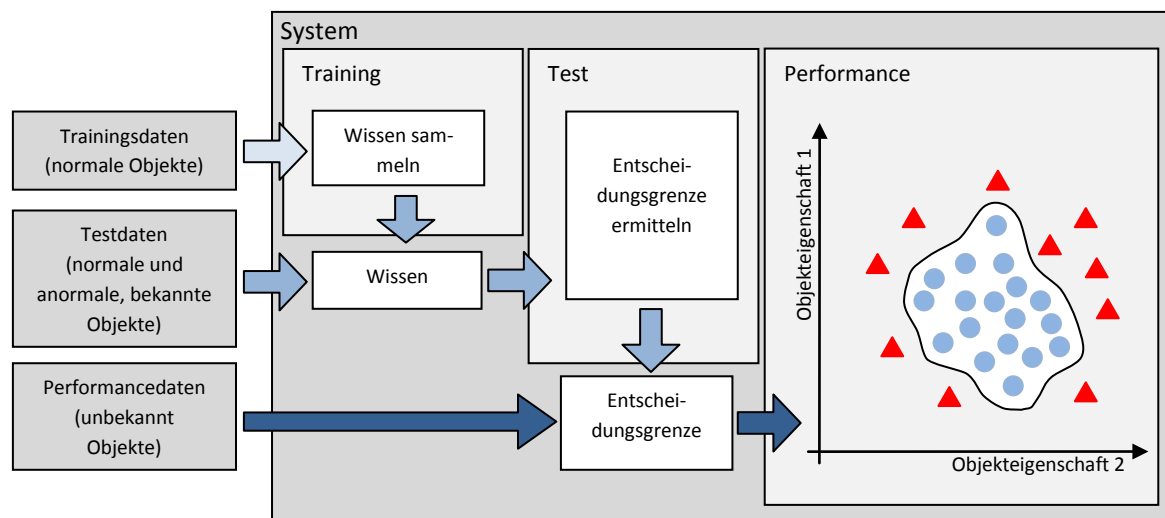 System
Training
Test
Performance
Trainingsdaten
(normale Objekte)
Wissen sam-
meln
Entschei-
dungsgrenze
ermitteln
Testdaten
(normale und
anormale, bekannte
Objekte)
Wissen
Performancedaten
(unbekannt
Objekte)
Entschei-
dungsgrenze
Objekteigenschaft 1
Objekteigenschaft 2